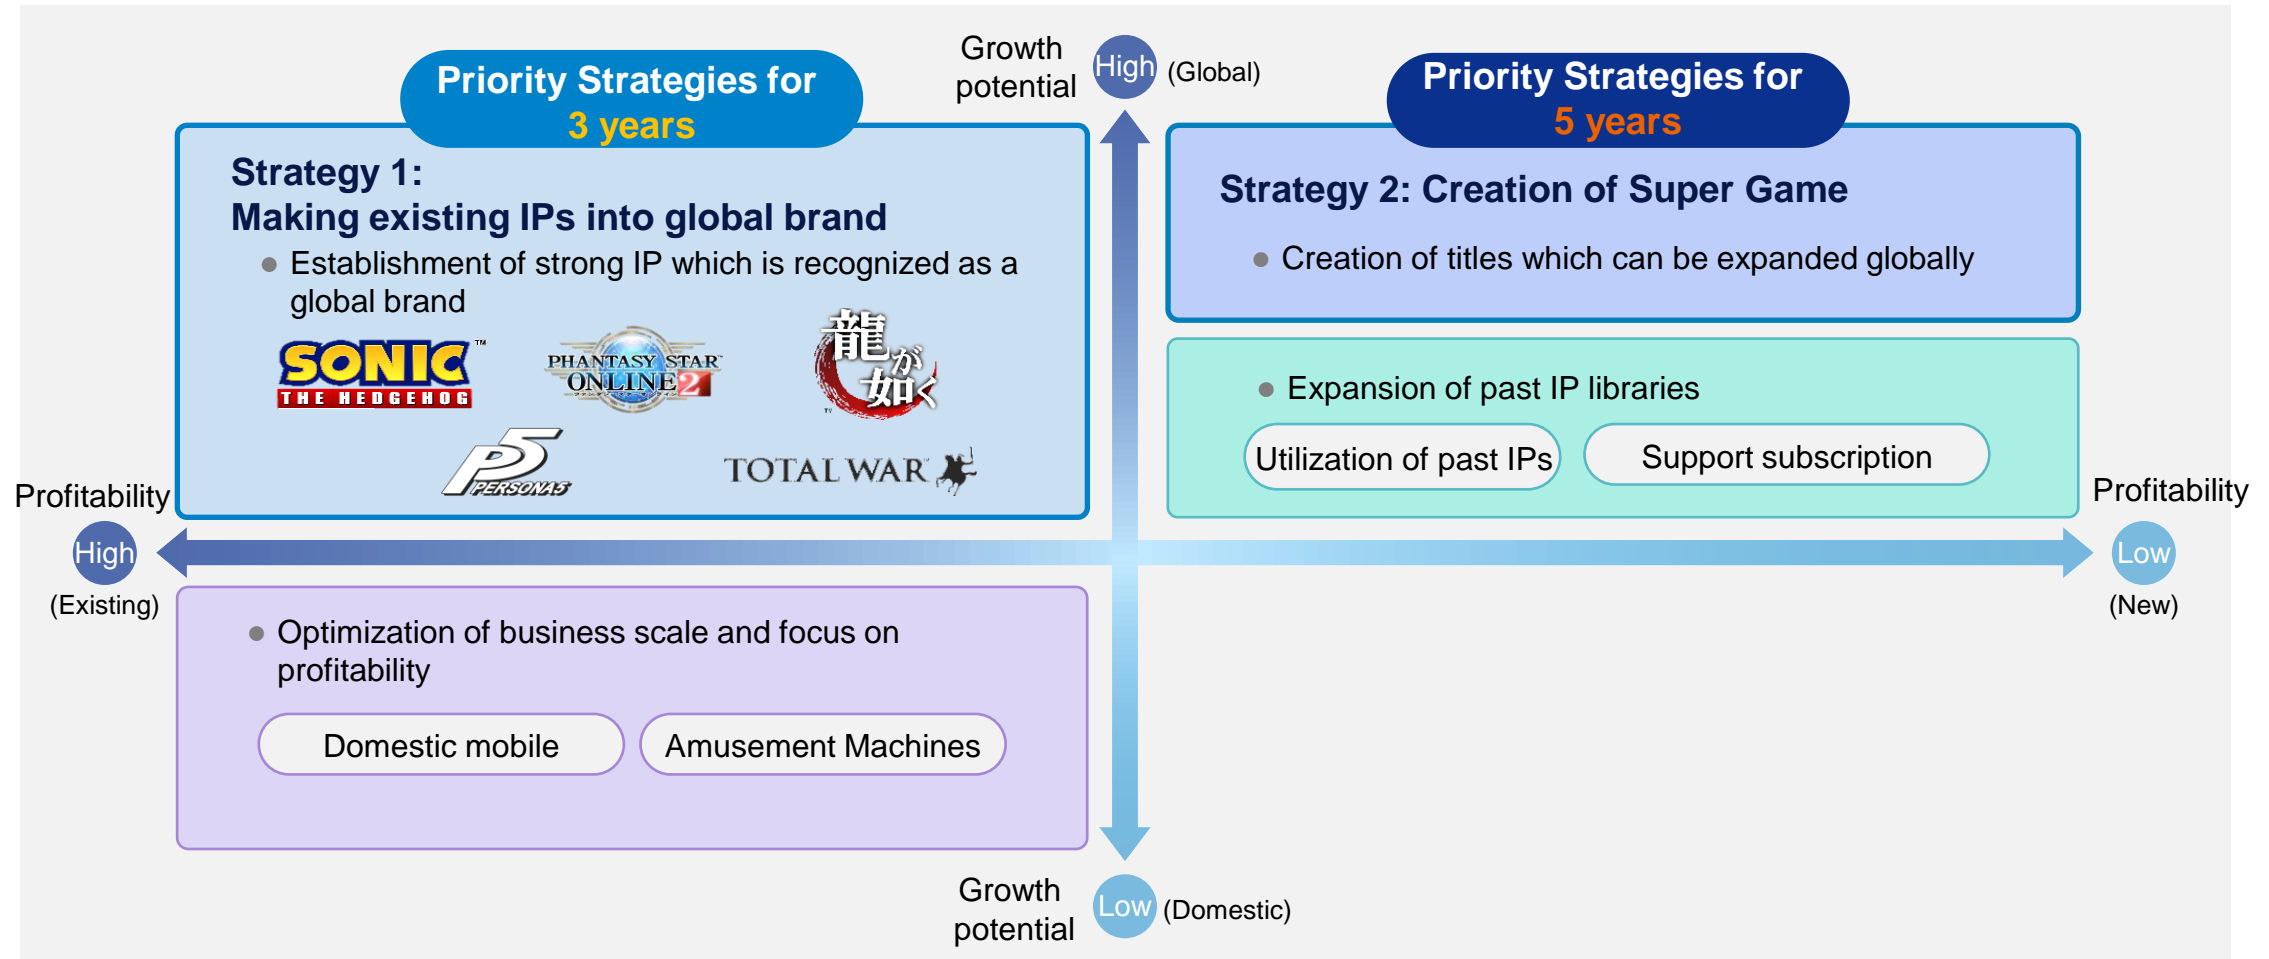 Growth
potential
High
(Global)
Priority Strategies for
3 years
Priority Strategies for
5 years
Strategy 1:
Making existing IPs into global brand
● Establishment of strong IP which is recognized as a
global brand
SONIC™
THE HEDGEHOG
PHANTASY STAR
ONLINE 2
龍が如く
™
P5
PERSONA5
TOTAL WAR
Strategy 2: Creation of Super Game
● Creation of titles which can be expanded globally
● Expansion of past IP libraries
Utilization of past IPs
Support subscription
Profitability
High
(Existing)
Profitability
Low
(New)
● Optimization of business scale and focus on
profitability
Domestic mobile
Amusement Machines
Growth
potential
Low
(Domestic)